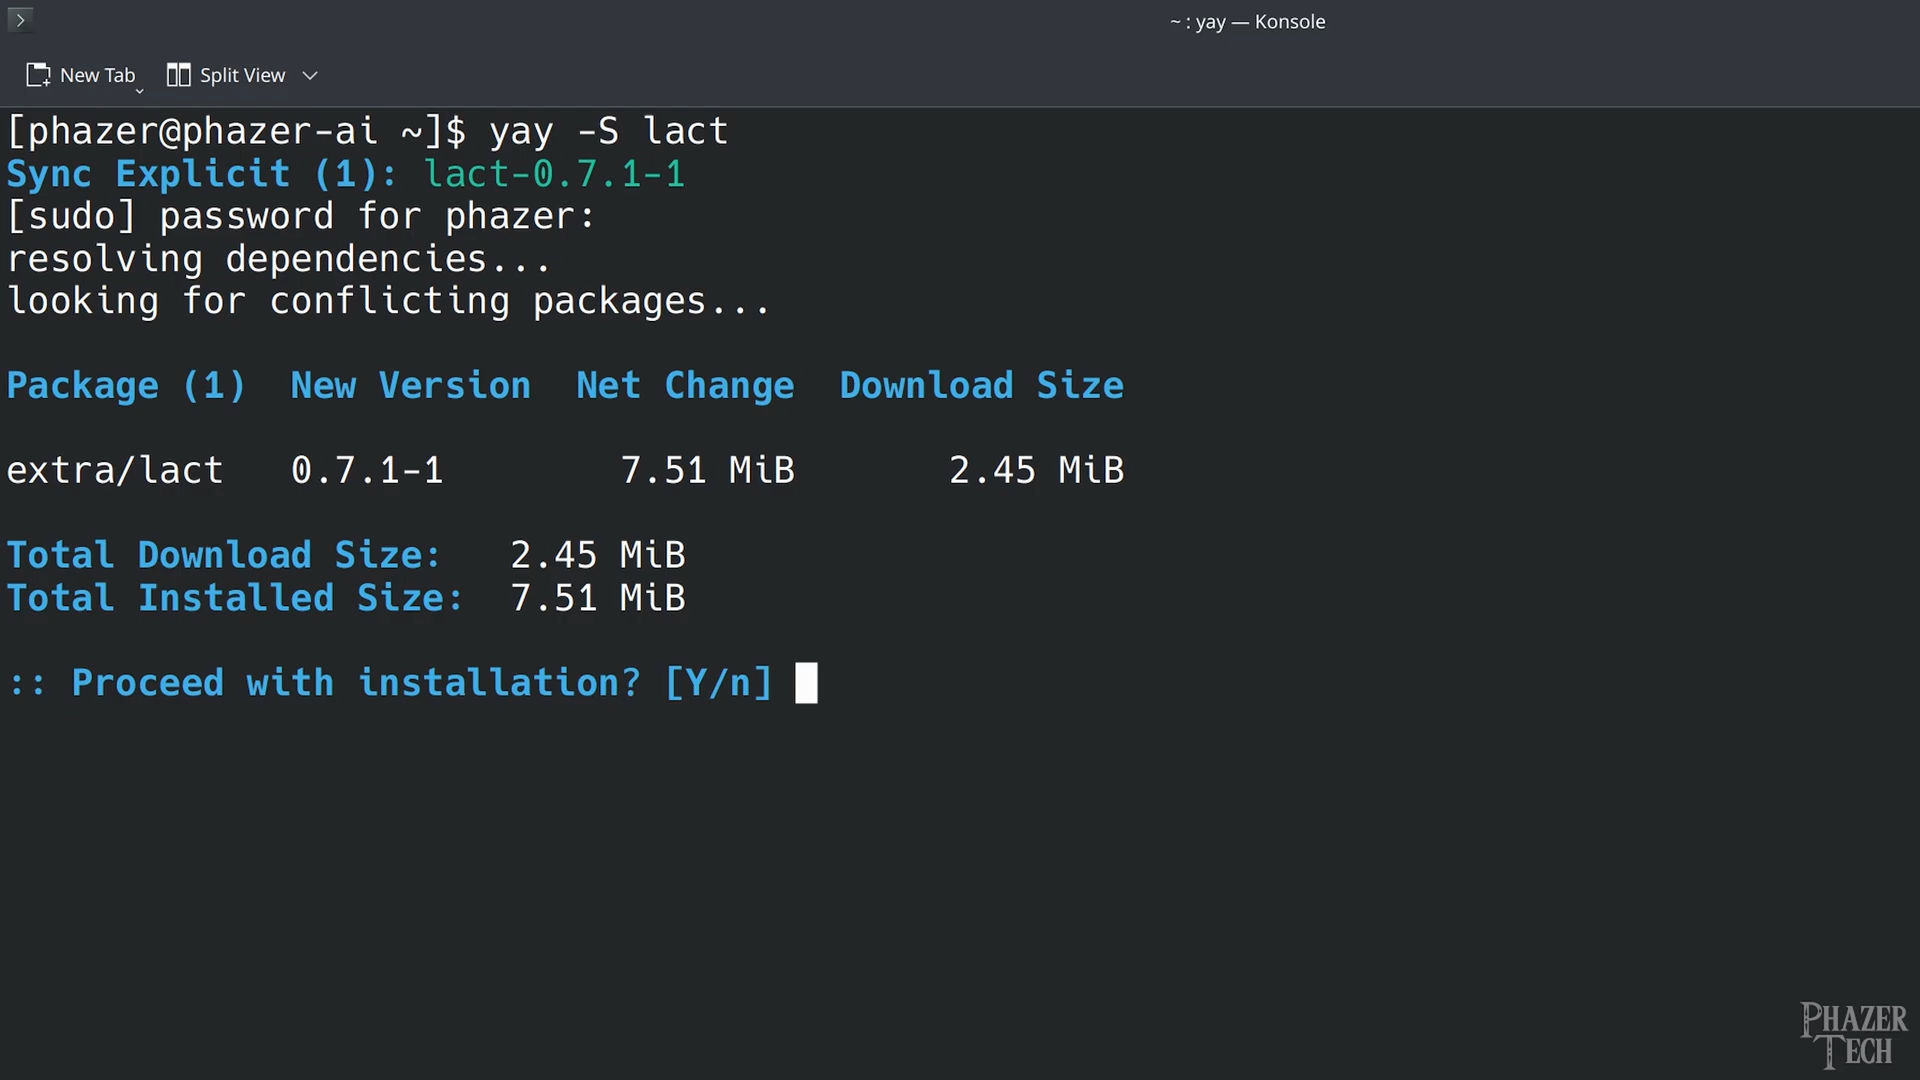 ~ : yay — Konsole
New Tab
Split View
[phazer@phazer-ai ~]$ yay -S lact
Sync Explicit (1): lact-0.7.1-1
[sudo] password for phazer:
resolving dependencies...
looking for conflicting packages...
Package (1)  New Version  Net Change  Download Size
extra/lact   0.7.1-1        7.51 MiB       2.45 MiB
Total Download Size:   2.45 MiB
Total Installed Size:  7.51 MiB
:: Proceed with installation? [Y/n]
PHAZER
TECH